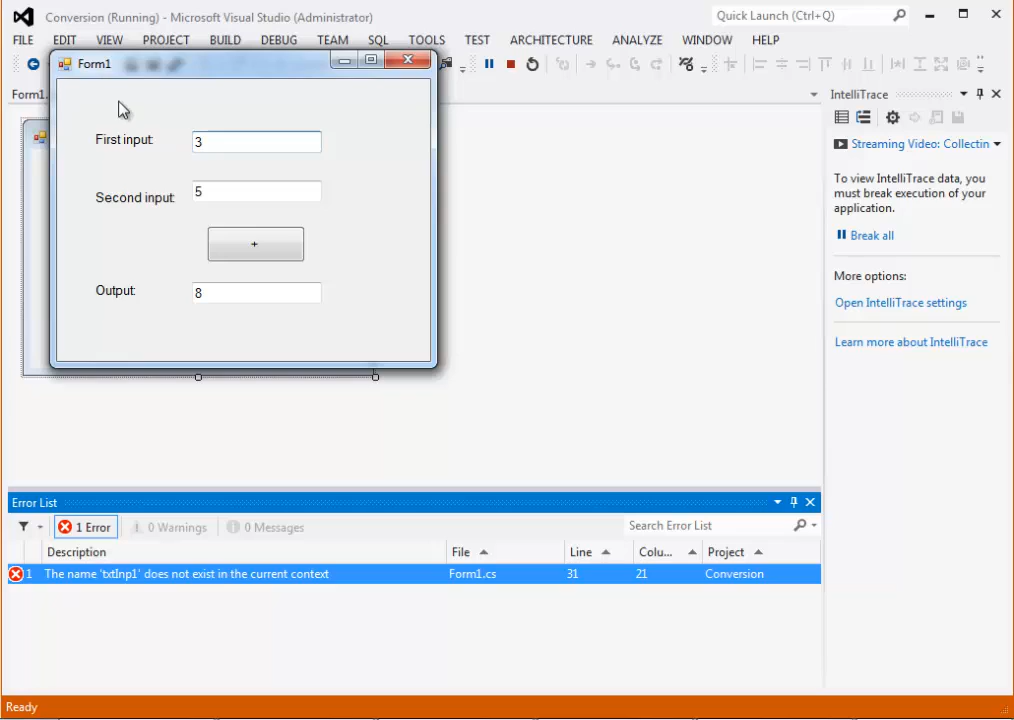 Conversion (Running) - Microsoft Visual Studio (Administrator)
Quick Launch (Ctrl+Q)
FILE EDIT VIEW PROJECT BUILD DEBUG TEAM SQL TOOLS TEST ARCHITECTURE ANALYZE WINDOW HELP
Form1
Form1.
IntelliTrace
First input:
3
Streaming Video: Collectin
To view IntelliTrace data, you
must break execution of your
application.
Second input:
5
Break all
+
More options:
Output:
8
Open IntelliTrace settings
Learn more about IntelliTrace
Error List
1 Error
0 Warnings
0 Messages
Search Error List
Description File Line Colu... Project
1 The name 'txtInp1' does not exist in the current context Form1.cs 31 21 Conversion
Ready